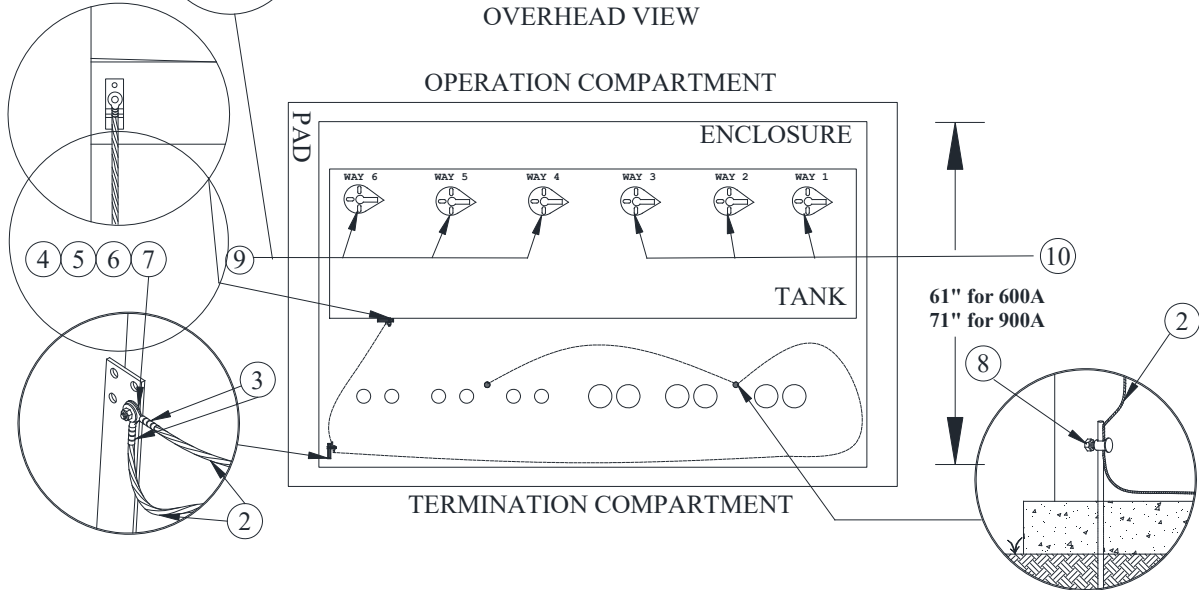 OVERHEAD VIEW
OPERATION COMPARTMENT
PAD
ENCLOSURE
WAY 6 WAY 5 WAY 4 WAY 3 WAY 2 WAY 1
4 5 6 7
9
10
TANK
61" for 600A
71" for 900A
2
8
3
2
TERMINATION COMPARTMENT